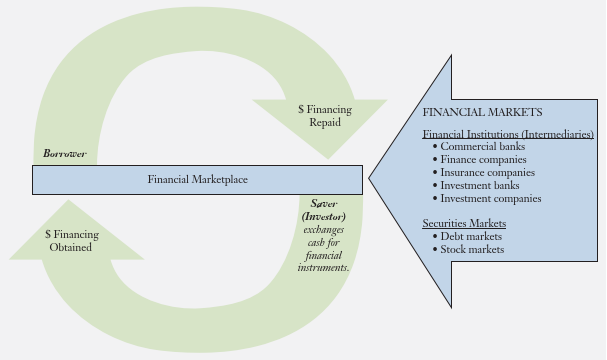 $ Financing
Repaid
Borrower
Financial Marketplace
Saver
(Investor)
exchanges
cash for
financial
instruments.
$ Financing
Obtained
FINANCIAL MARKETS
Financial Institutions (Intermediaries)
• Commercial banks
• Finance companies
• Insurance companies
• Investment banks
• Investment companies
Securities Markets
• Debt markets
• Stock markets